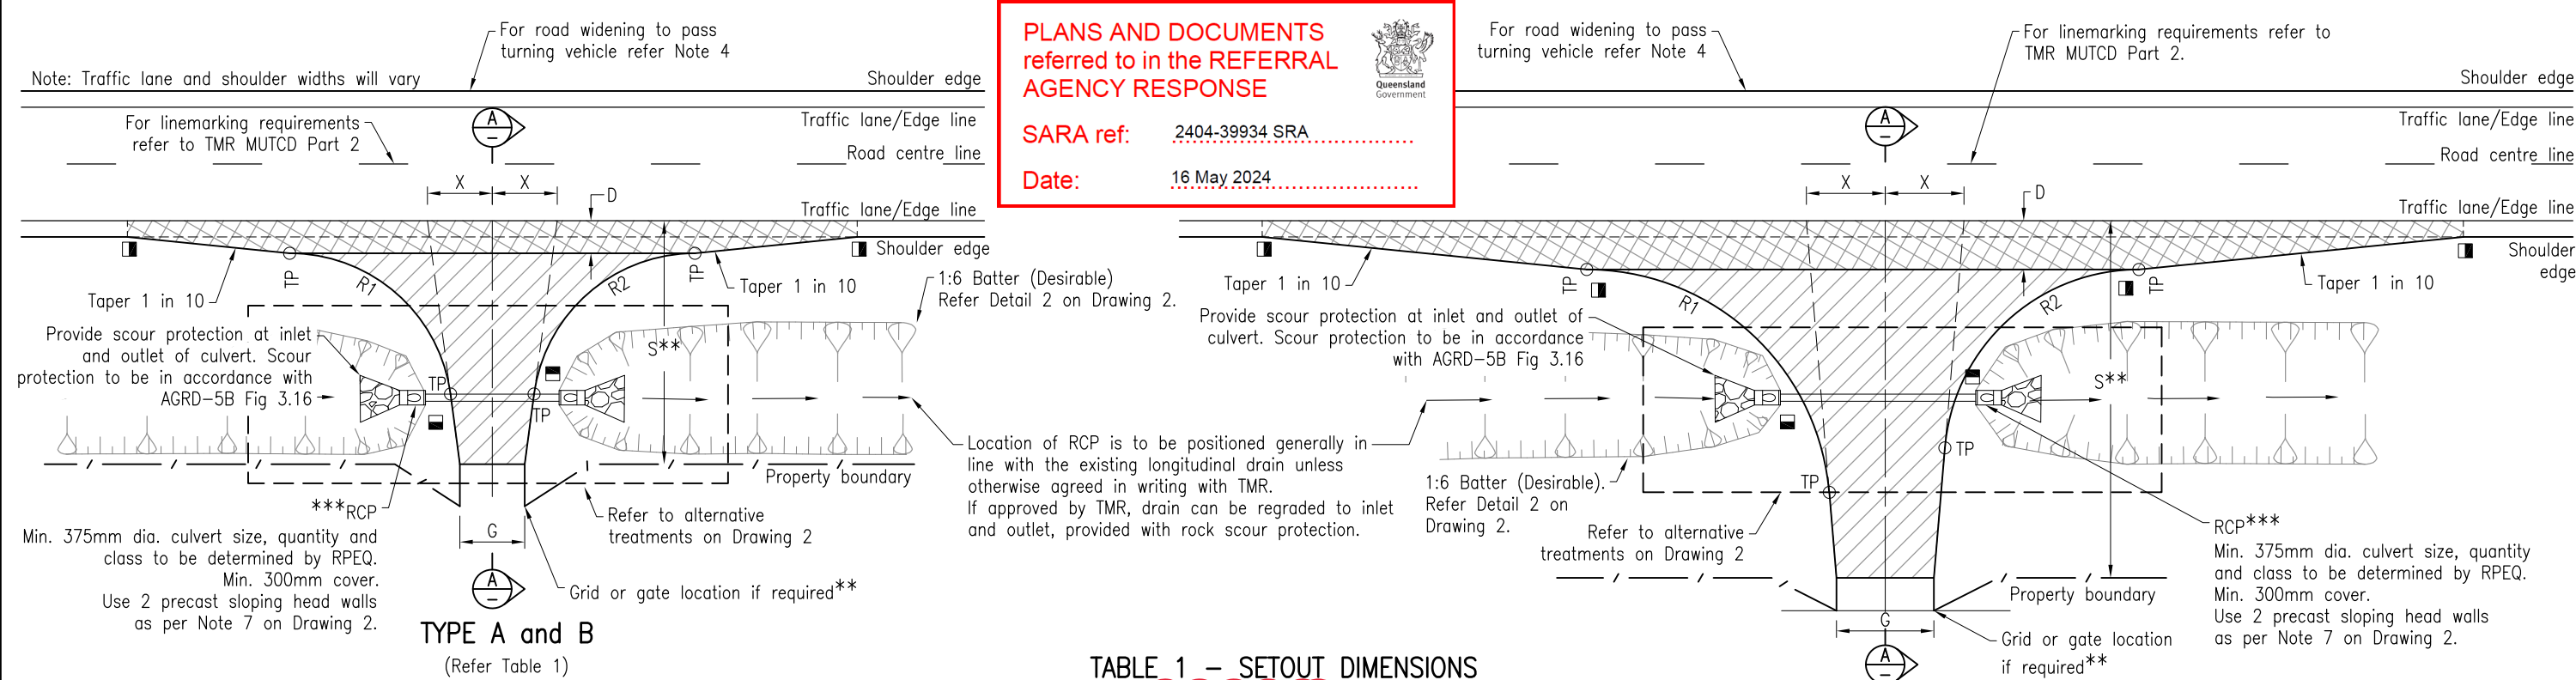 For road widening to pass
turning vehicle refer Note 4
Note: Traffic lane and shoulder widths will vary
Shoulder edge
For linemarking requirements
refer to TMR MUTCD Part 2
A
–
Traffic lane/Edge line
Road centre line
X
X
D
Traffic lane/Edge line
Shoulder edge
TP
TP
R1
R2
Taper 1 in 10
Taper 1 in 10
1:6 Batter (Desirable)
Refer Detail 2 on Drawing 2.
Provide scour protection at inlet
and outlet of culvert. Scour
protection to be in accordance with
AGRD-5B Fig 3.16
S**
TP
TP
Property boundary
***RCP
Min. 375mm dia. culvert size, quantity and
class to be determined by RPEQ.
Min. 300mm cover.
Use 2 precast sloping head walls
as per Note 7 on Drawing 2.
G
Refer to alternative
treatments on Drawing 2
A
–
Grid or gate location if required**
TYPE A and B
(Refer Table 1)
PLANS AND DOCUMENTS
referred to in the REFERRAL
AGENCY RESPONSE
Queensland
Government
SARA ref: 2404-39934 SRA
Date: 16 May 2024
Location of RCP is to be positioned generally in
line with the existing longitudinal drain unless
otherwise agreed in writing with TMR.
If approved by TMR, drain can be regraded to inlet
and outlet, provided with rock scour protection.
TABLE 1 – SETOUT DIMENSIONS
For road widening to pass
turning vehicle refer Note 4
For linemarking requirements refer to
TMR MUTCD Part 2.
Shoulder edge
A
–
Traffic lane/Edge line
Road centre line
X
X
D
Traffic lane/Edge line
Shoulder
edge
Taper 1 in 10
TP
TP
R1
R2
Taper 1 in 10
Provide scour protection at inlet and outlet of
culvert. Scour protection to be in accordance
with AGRD-5B Fig 3.16
S**
TP
TP
1:6 Batter (Desirable).
Refer Detail 2 on
Drawing 2.
Refer to alternative
treatments on Drawing 2
RCP***
Min. 375mm dia. culvert size, quantity
and class to be determined by RPEQ.
Min. 300mm cover.
Use 2 precast sloping head walls
as per Note 7 on Drawing 2.
Property boundary
G
Grid or gate location
if required**
A
–